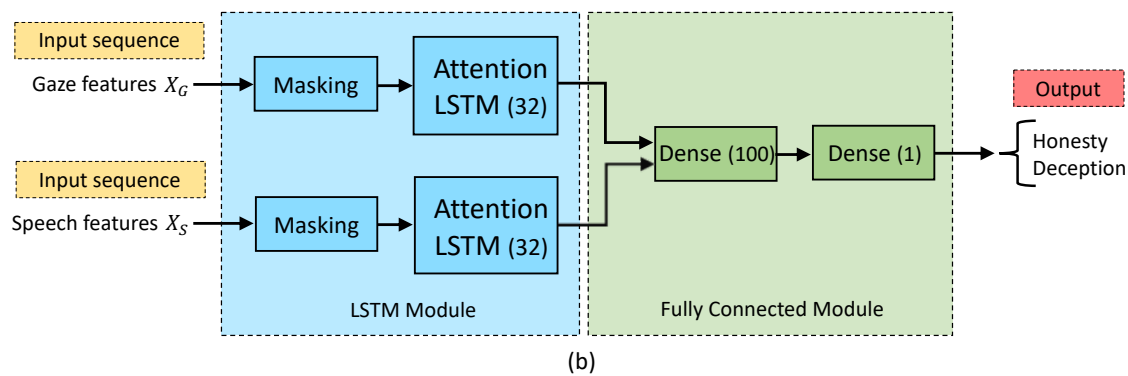 Input sequence
Gaze features X_G
Masking
Attention
LSTM (32)
Input sequence
Speech features X_S
Masking
Attention
LSTM (32)
LSTM Module
Dense (100)
Dense (1)
Fully Connected Module
Output
Honesty
Deception
(b)